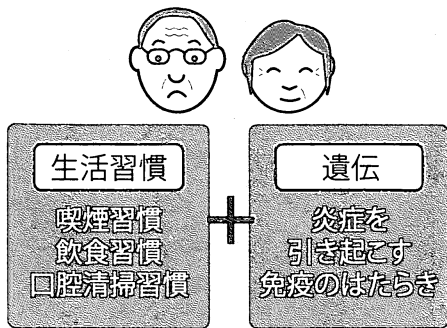 生活習慣
喫煙習慣
飲食習慣
口腔清掃習慣
+
遺伝
炎症を
引き起こす
免疫のはたらき